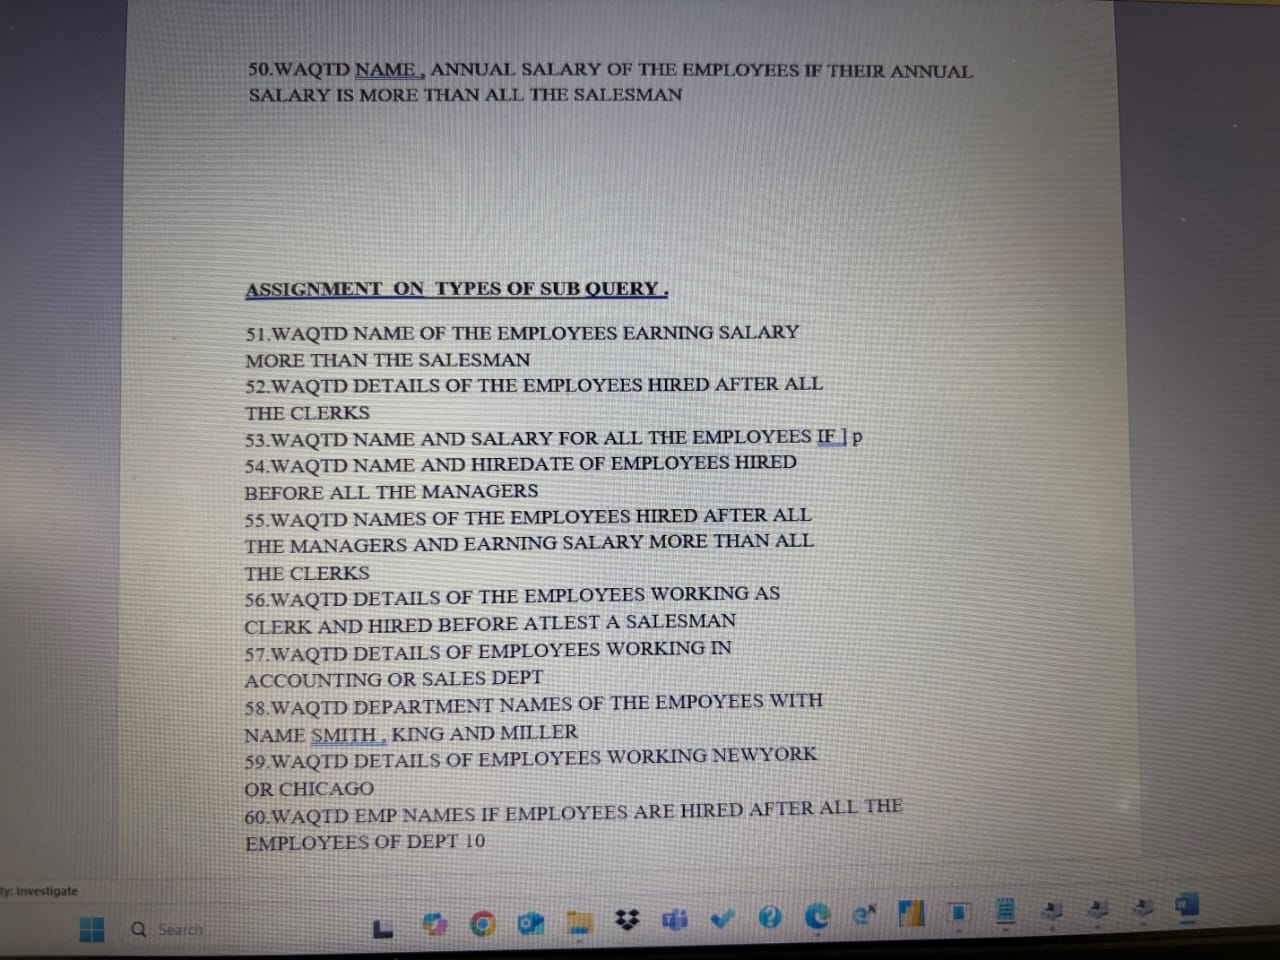 50.WAQTD NAME , ANNUAL SALARY OF THE EMPLOYEES IF THEIR ANNUAL
SALARY IS MORE THAN ALL THE SALESMAN
ASSIGNMENT ON TYPES OF SUB QUERY .
51.WAQTD NAME OF THE EMPLOYEES EARNING SALARY
MORE THAN THE SALESMAN
52.WAQTD DETAILS OF THE EMPLOYEES HIRED AFTER ALL
THE CLERKS
53.WAQTD NAME AND SALARY FOR ALL THE EMPLOYEES IF ] p
54.WAQTD NAME AND HIREDATE OF EMPLOYEES HIRED
BEFORE ALL THE MANAGERS
55.WAQTD NAMES OF THE EMPLOYEES HIRED AFTER ALL
THE MANAGERS AND EARNING SALARY MORE THAN ALL
THE CLERKS
56.WAQTD DETAILS OF THE EMPLOYEES WORKING AS
CLERK AND HIRED BEFORE ATLEST A SALESMAN
57.WAQTD DETAILS OF EMPLOYEES WORKING IN
ACCOUNTING OR SALES DEPT
58.WAQTD DEPARTMENT NAMES OF THE EMPOYEES WITH
NAME SMITH , KING AND MILLER
59.WAQTD DETAILS OF EMPLOYEES WORKING NEWYORK
OR CHICAGO
60.WAQTD EMP NAMES IF EMPLOYEES ARE HIRED AFTER ALL THE
EMPLOYEES OF DEPT 10
ty: Investigate
Search